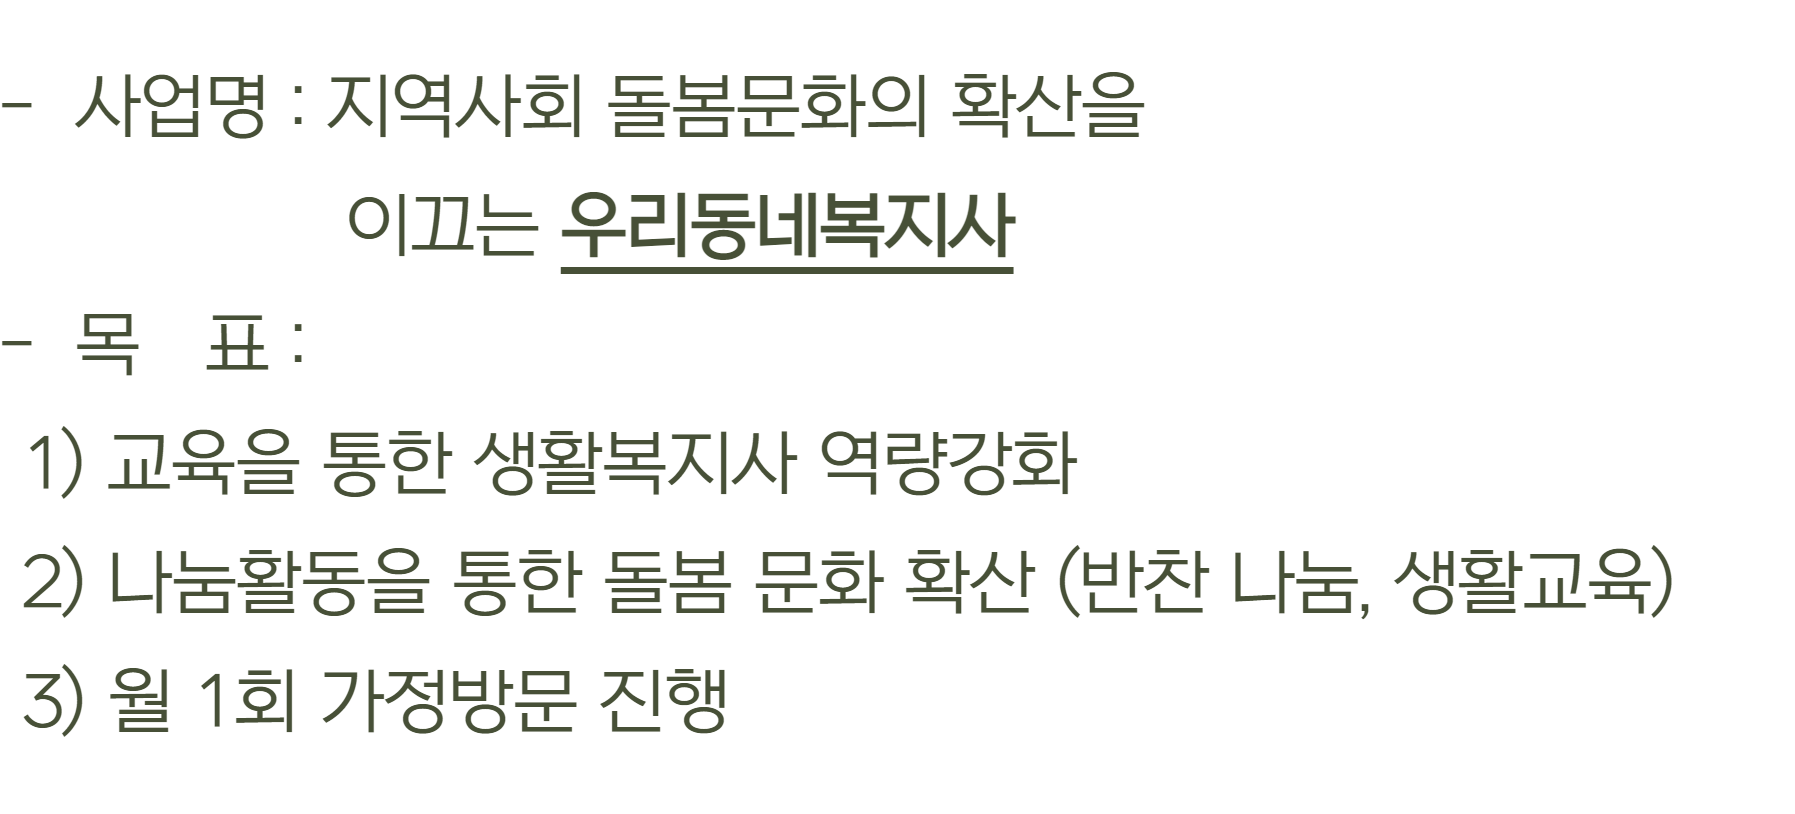 - 사업명 : 지역사회 돌봄문화의 확산을
이끄는 우리동네복지사
- 목 표 :
1) 교육을 통한 생활복지사 역량강화
2) 나눔활동을 통한 돌봄 문화 확산 (반찬 나눔, 생활교육)
3) 월 1회 가정방문 진행